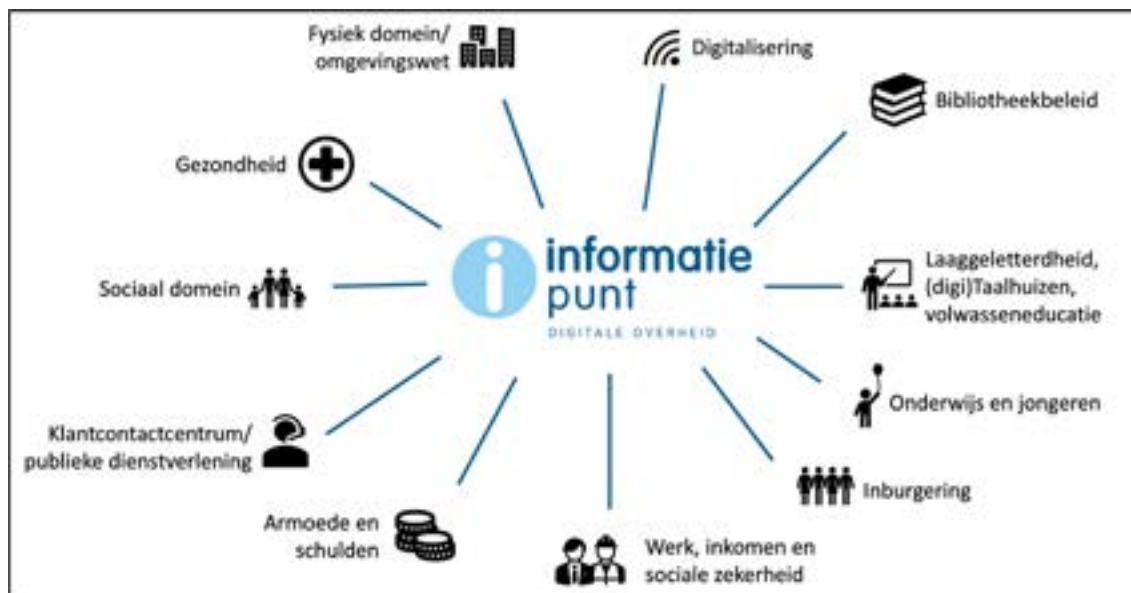 Fysiek domein/
omgevingswet
Digitalisering
Bibliotheekbeleid
Gezondheid
informatie
punt
DIGITALE OVERHEID
Sociaal domein
Laaggeletterdheid,
(digi)Taalhuizen,
volwasseneducatie
Onderwijs en jongeren
Klantcontactcentrum/
publieke dienstverlening
Inburgering
Armoede en
schulden
Werk, inkomen en
sociale zekerheid